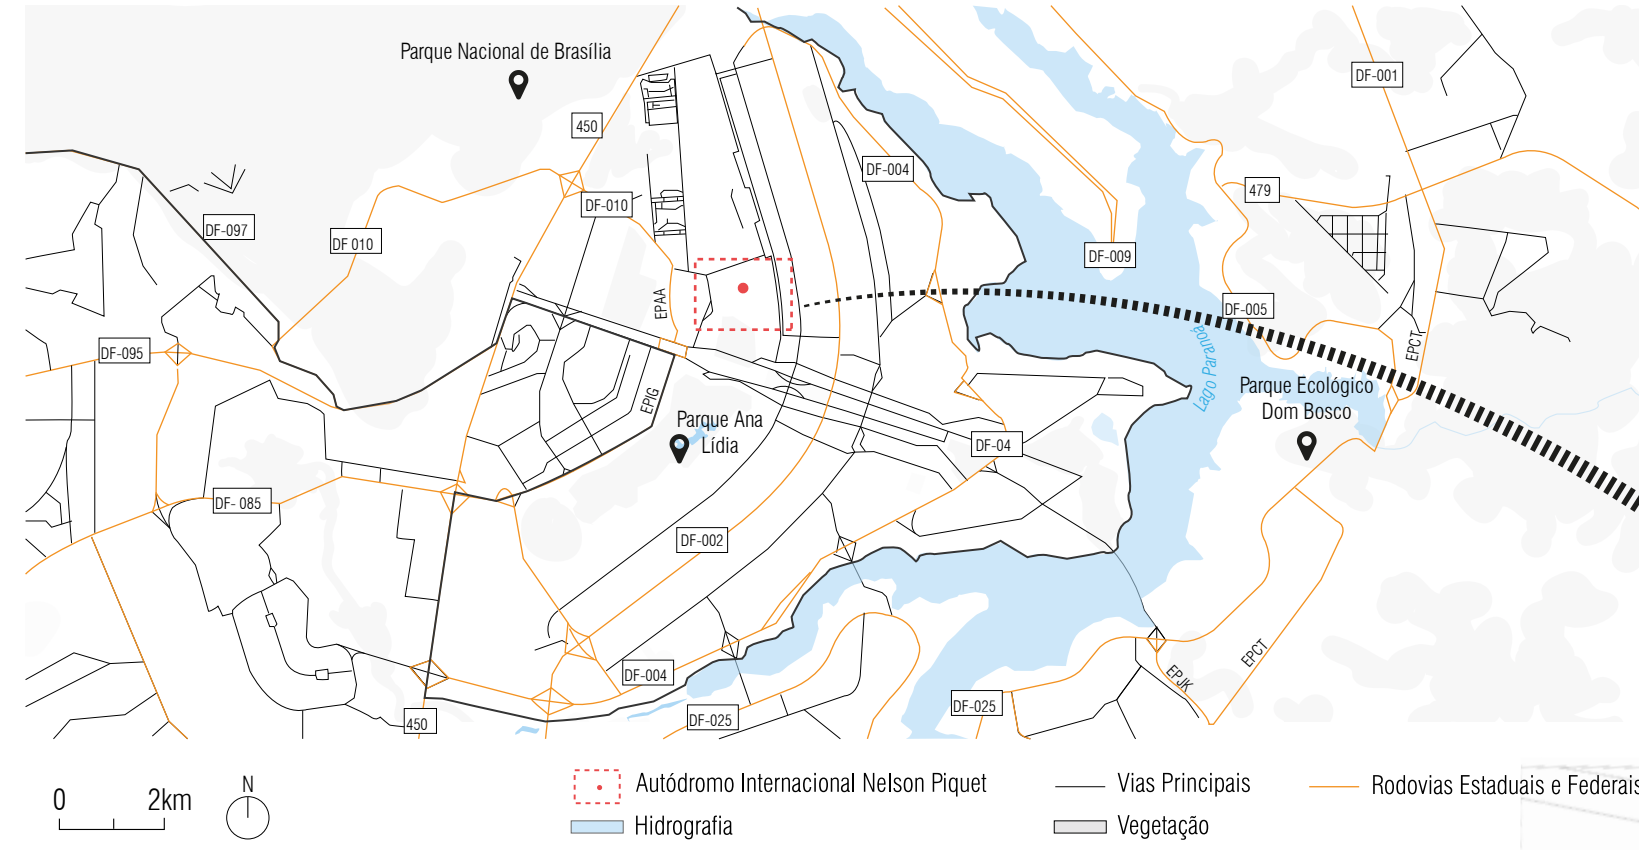 Parque Nacional de Brasília
DF-001
450
DF-004
479
DF-010
DF-097
DF 010
DF-009
EPAA
DF-005
Lago Paranoá
EPCT
DF-095
Parque Ecológico
Dom Bosco
EPIG
Parque Ana
Lídia
DF-04
DF- 085
DF-002
EPCT
DF-004
EPJK
DF-025
DF-025
450
0
2km
N
Autódromo Internacional Nelson Piquet
Vias Principais
Rodovias Estaduais e Federais
Hidrografia
Vegetação